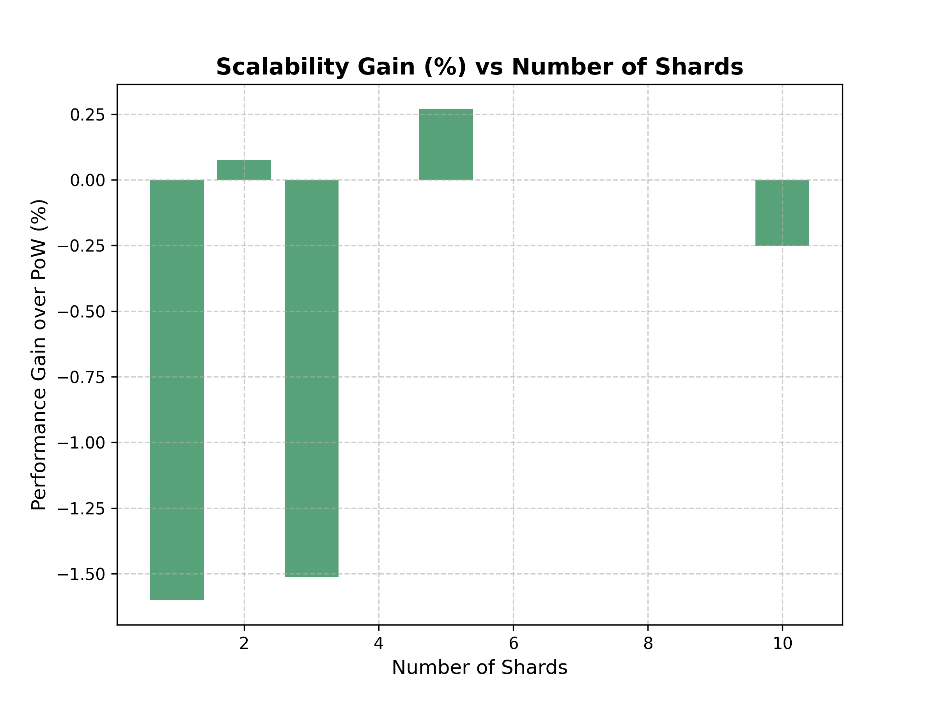 Scalability Gain (%) vs Number of Shards
Performance Gain over PoW (%)
0.25
0.00
−0.25
−0.50
−0.75
−1.00
−1.25
−1.50
2 4 6 8 10
Number of Shards